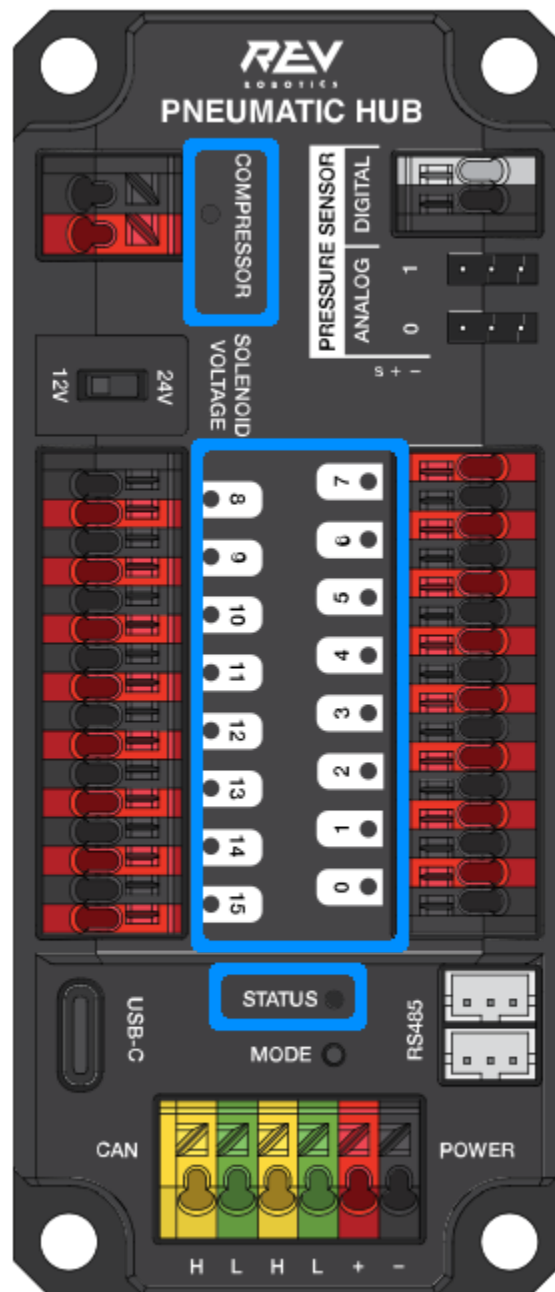 REV
ROBOTICS
PNEUMATIC HUB
COMPRESSOR
PRESSURE SENSOR
DIGITAL
ANALOG
1
0
S + -
12V
24V
SOLENOID
VOLTAGE
8
9
10
11
12
13
14
15
7
6
5
4
3
2
1
0
STATUS
MODE
USB-C
RS485
CAN
POWER
H L H L + -